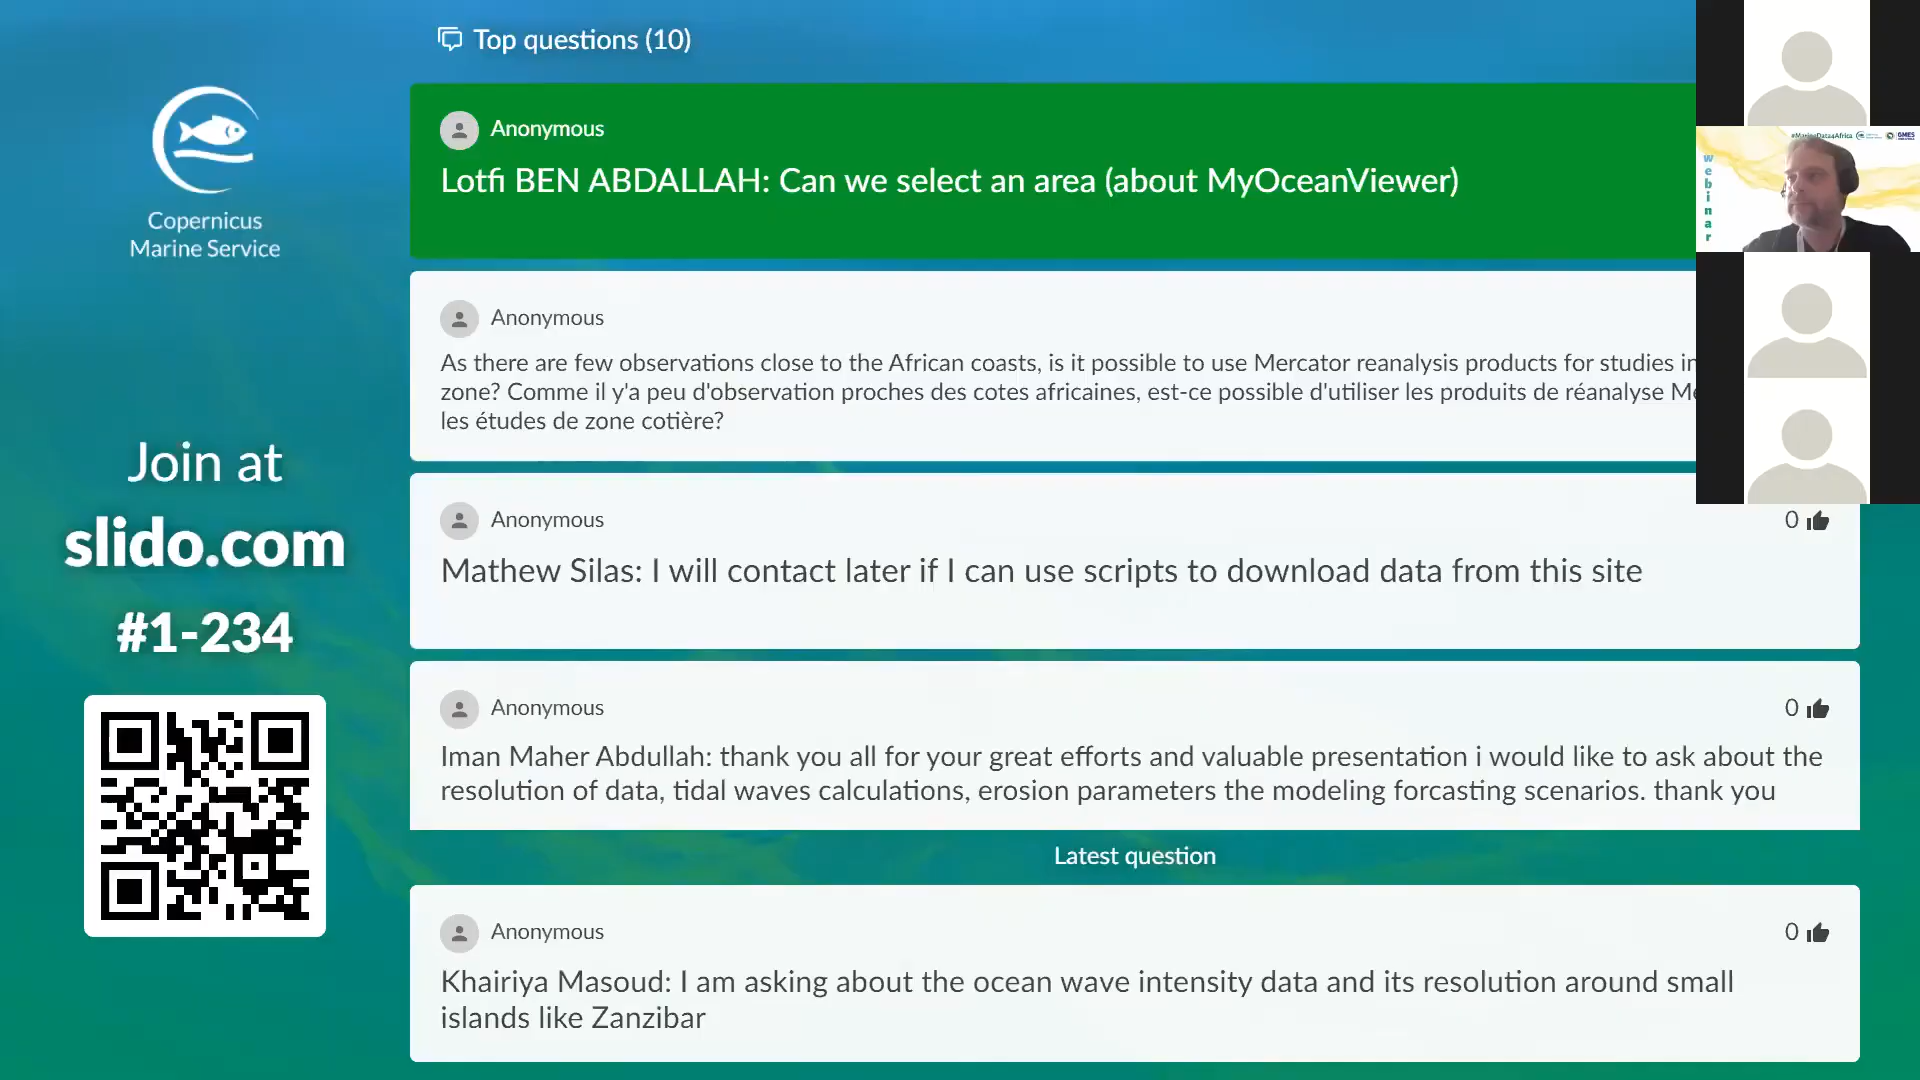 Top questions (10)
Copernicus
Marine Service
Join at
slido.com
#1-234
Anonymous
Lotfi BEN ABDALLAH: Can we select an area (about MyOceanViewer)
Anonymous
As there are few observations close to the African coasts, is it possible to use Mercator reanalysis products for studies in
zone? Comme il y'a peu d'observation proches des cotes africaines, est-ce possible d'utiliser les produits de réanalyse
les études de zone cotière?
Anonymous
0
Mathew Silas: I will contact later if I can use scripts to download data from this site
Anonymous
0
Iman Maher Abdullah: thank you all for your great efforts and valuable presentation i would like to ask about the
resolution of data, tidal waves calculations, erosion parameters the modeling forcasting scenarios. thank you
Latest question
Anonymous
0
Khairiya Masoud: I am asking about the ocean wave intensity data and its resolution around small
islands like Zanzibar
#MarineData4Africa
GMES
webinar